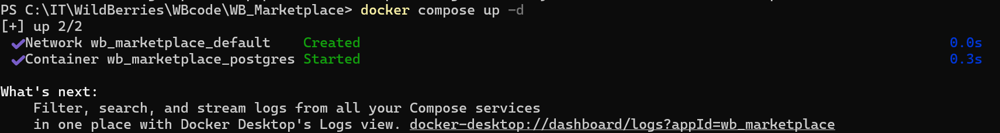 PS C:\IT\WildBerries\WBcode\WB_Marketplace> docker compose up -d
[+] up 2/2
✔Network wb_marketplace_default Created 0.0s
✔Container wb_marketplace_postgres Started 0.3s
What's next:
Filter, search, and stream logs from all your Compose services
in one place with Docker Desktop's Logs view. docker-desktop://dashboard/logs?appId=wb_marketplace